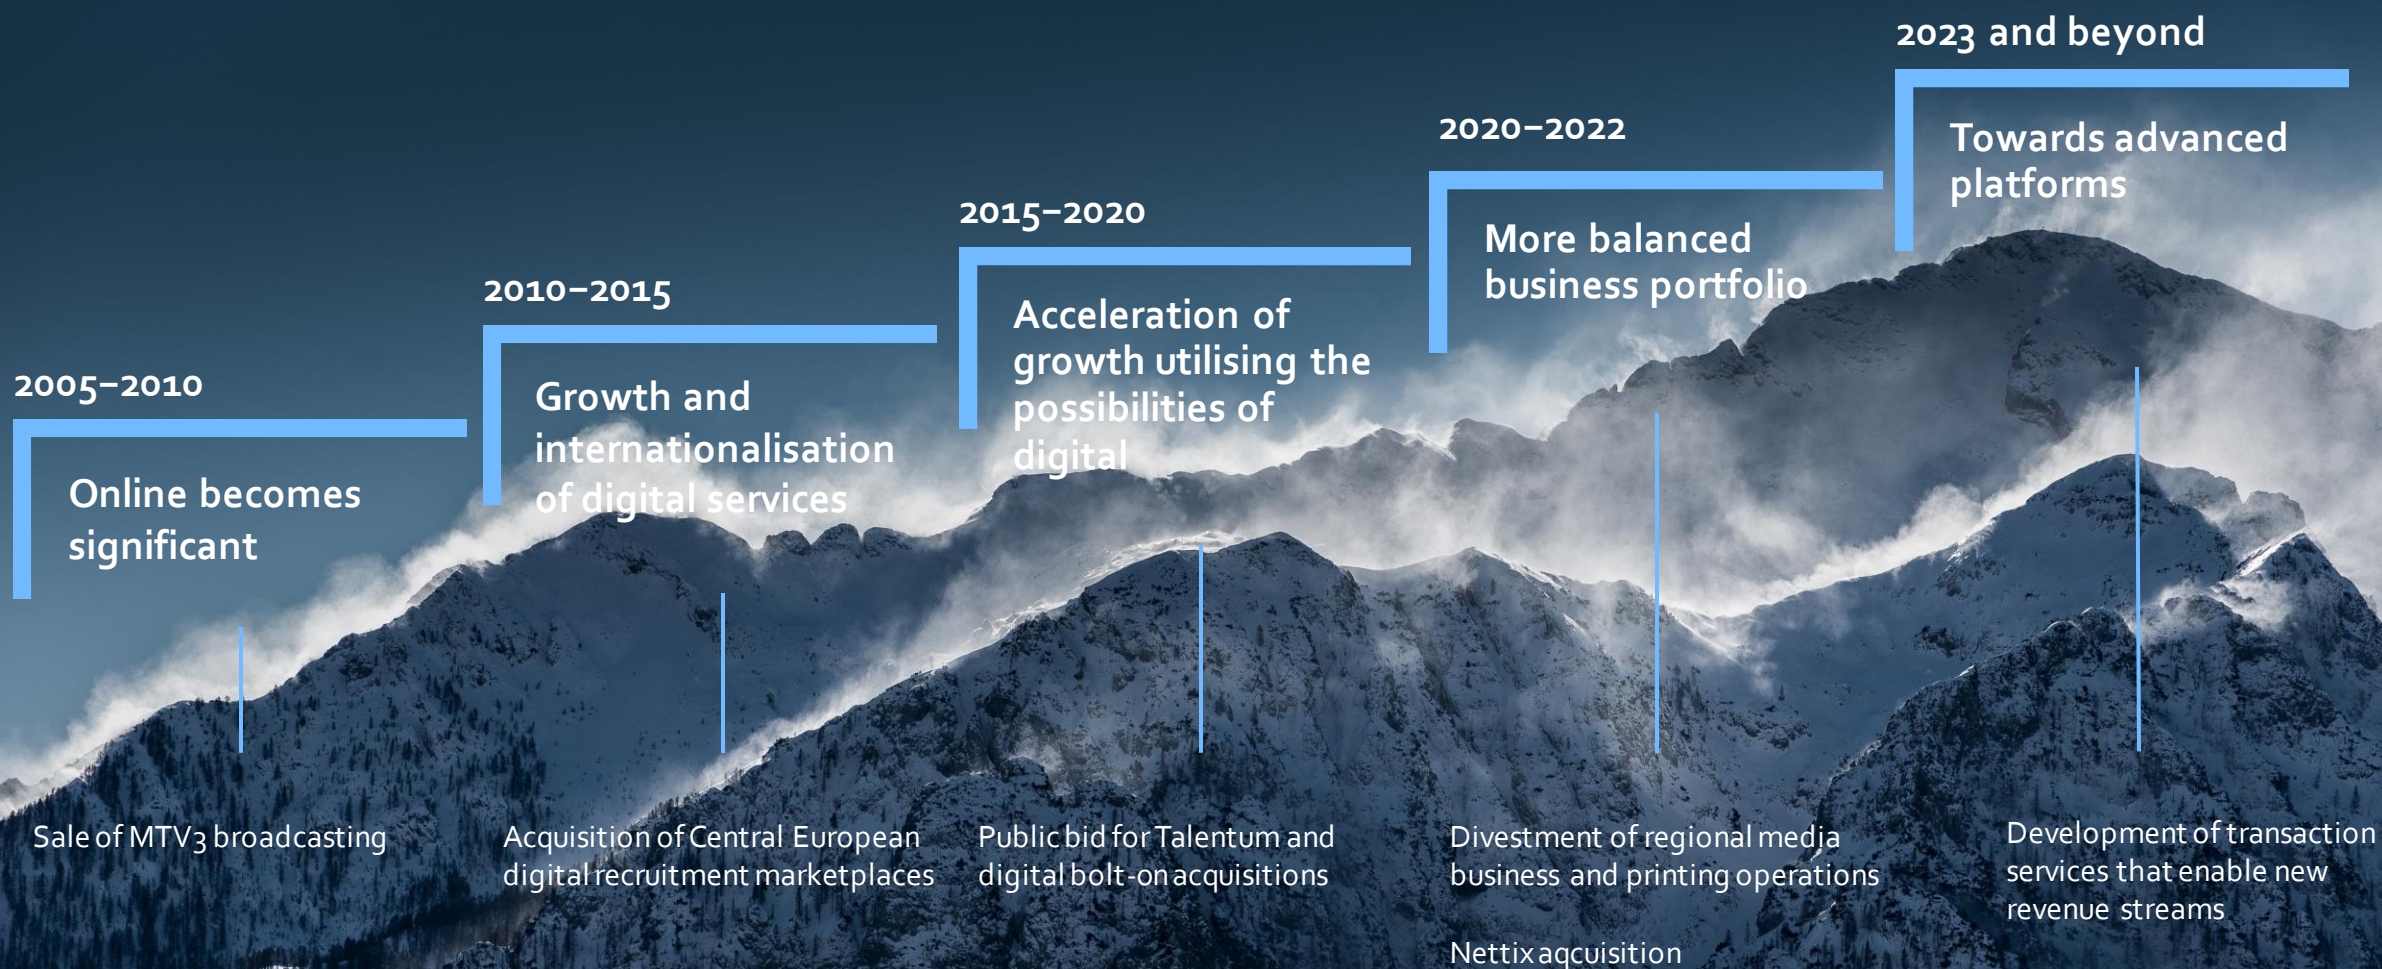 2005–2010
Online becomes
significant
Sale of MTV3 broadcasting
2010–2015
Growth and
internationalisation
of digital services
Acquisition of Central European
digital recruitment marketplaces
2015–2020
Acceleration of
growth utilising the
possibilities of
digital
Public bid for Talentum and
digital bolt-on acquisitions
2020–2022
More balanced
business portfolio
Divestment of regional media
business and printing operations
Nettix aqcuisition
2023 and beyond
Towards advanced
platforms
Development of transaction
services that enable new
revenue streams